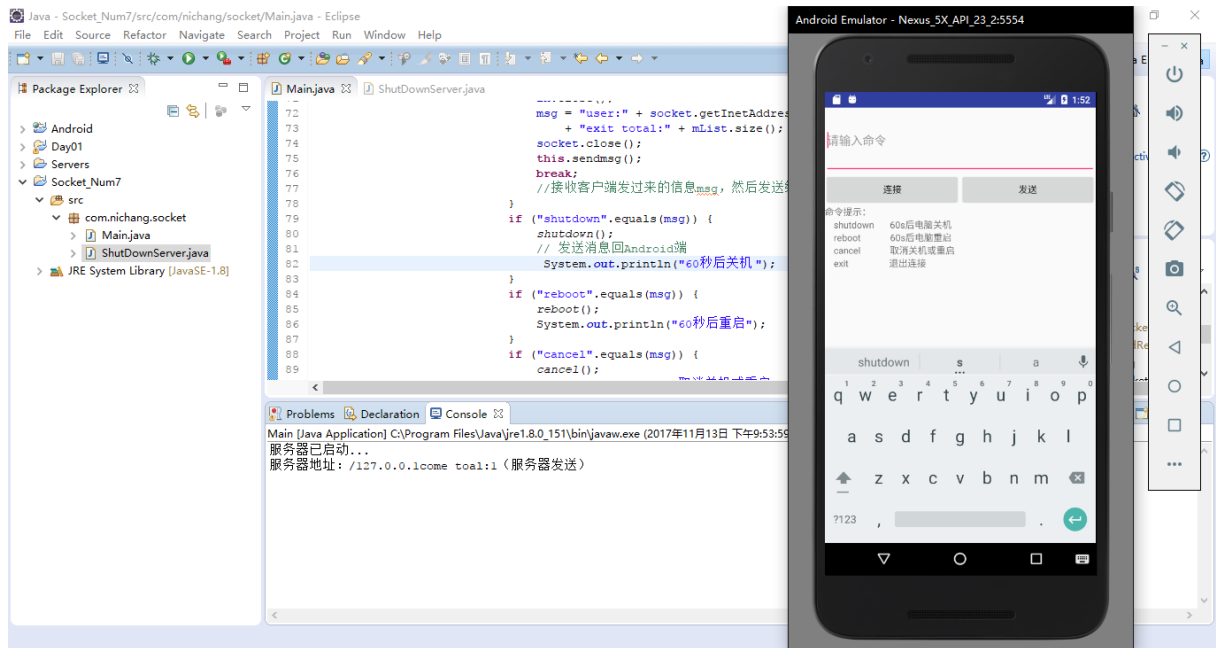 Java - Socket_Num7/src/com/nichang/socket/Main.java - Eclipse
File Edit Source Refactor Navigate Search Project Run Window Help
Package Explorer
Android
Day01
Servers
Socket_Num7
src
com.nichang.socket
Main.java
ShutDownServer.java
JRE System Library [JavaSE-1.8]
Main.java ShutDownServer.java
72 msg = "user:" + socket.getInetAddres
73 + "exit total:" + mList.size();
74 socket.close();
75 this.sendmsg();
76 break;
77 //接收客户端发过来的信息msg，然后发送给
78 }
79 if ("shutdown".equals(msg)) {
80 shutdown();
81 // 发送消息回Android端
82 System.out.println("60秒后关机 ");
83 }
84 if ("reboot".equals(msg)) {
85 reboot();
86 System.out.println("60秒后重启");
87 }
88 if ("cancel".equals(msg)) {
89 cancel();
Problems Declaration Console
Main [Java Application] C:\Program Files\Java\jre1.8.0_151\bin\javaw.exe (2017年11月13日 下午9:53:59
服务器已启动...
服务器地址：/127.0.0.1come toal:1（服务器发送）
Android Emulator - Nexus_5X_API_23_2:5554
1:52
请输入命令
连接 发送
命令提示：
shutdown 60s后电脑关机
reboot 60s后电脑重启
cancel 取消关机或重启
exit 退出连接
shutdown s a
1 2 3 4 5 6 7 8 9 0
q w e r t y u i o p
a s d f g h j k l
z x c v b n m
?123 , .